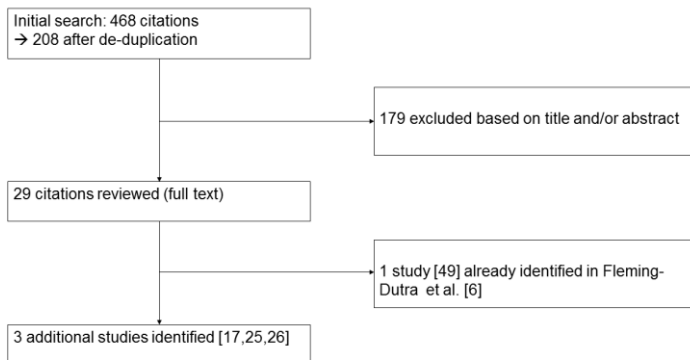 Initial search: 468 citations
→ 208 after de-duplication
179 excluded based on title and/or abstract
29 citations reviewed (full text)
1 study [49] already identified in Fleming-
Dutra et al. [6]
3 additional studies identified [17,25,26]